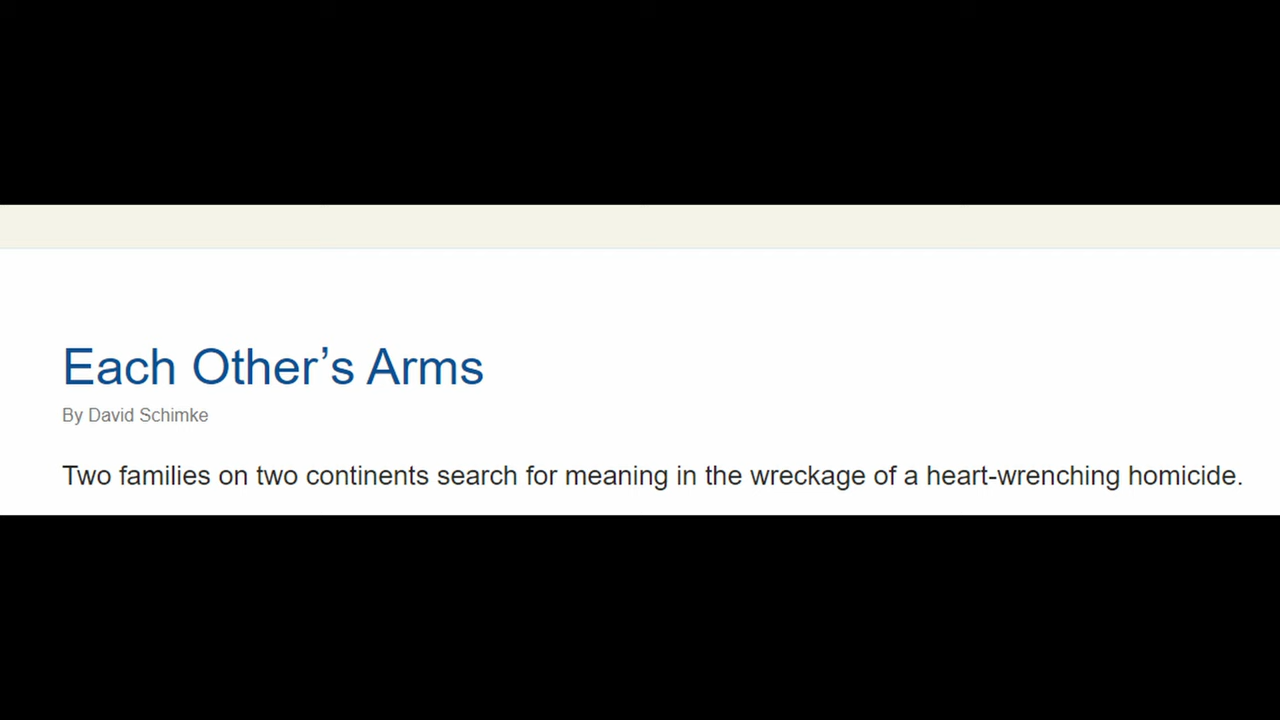 Each Other’s Arms
By David Schimke
Two families on two continents search for meaning in the wreckage of a heart-wrenching homicide.